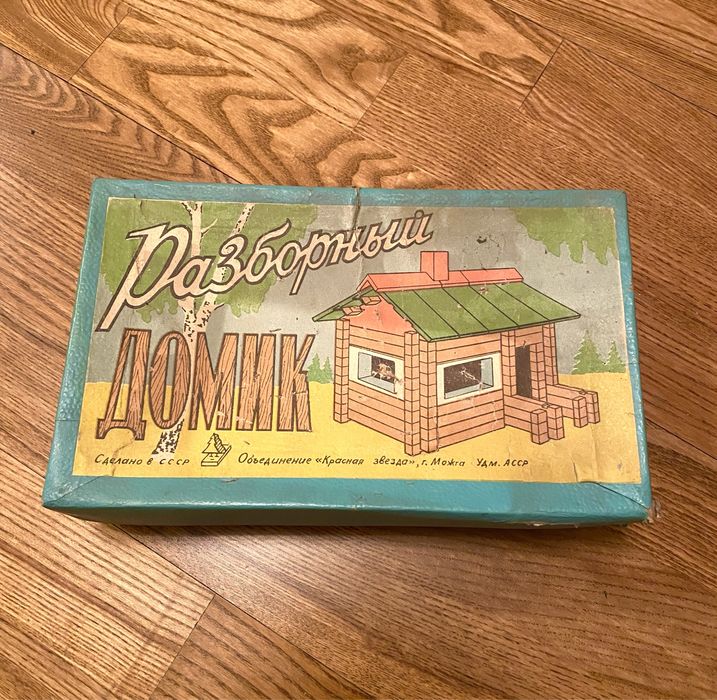 Разборный
ДОМИК
Сделано в СССР Объединение «Красная звезда», г. Можга Удм. АССР